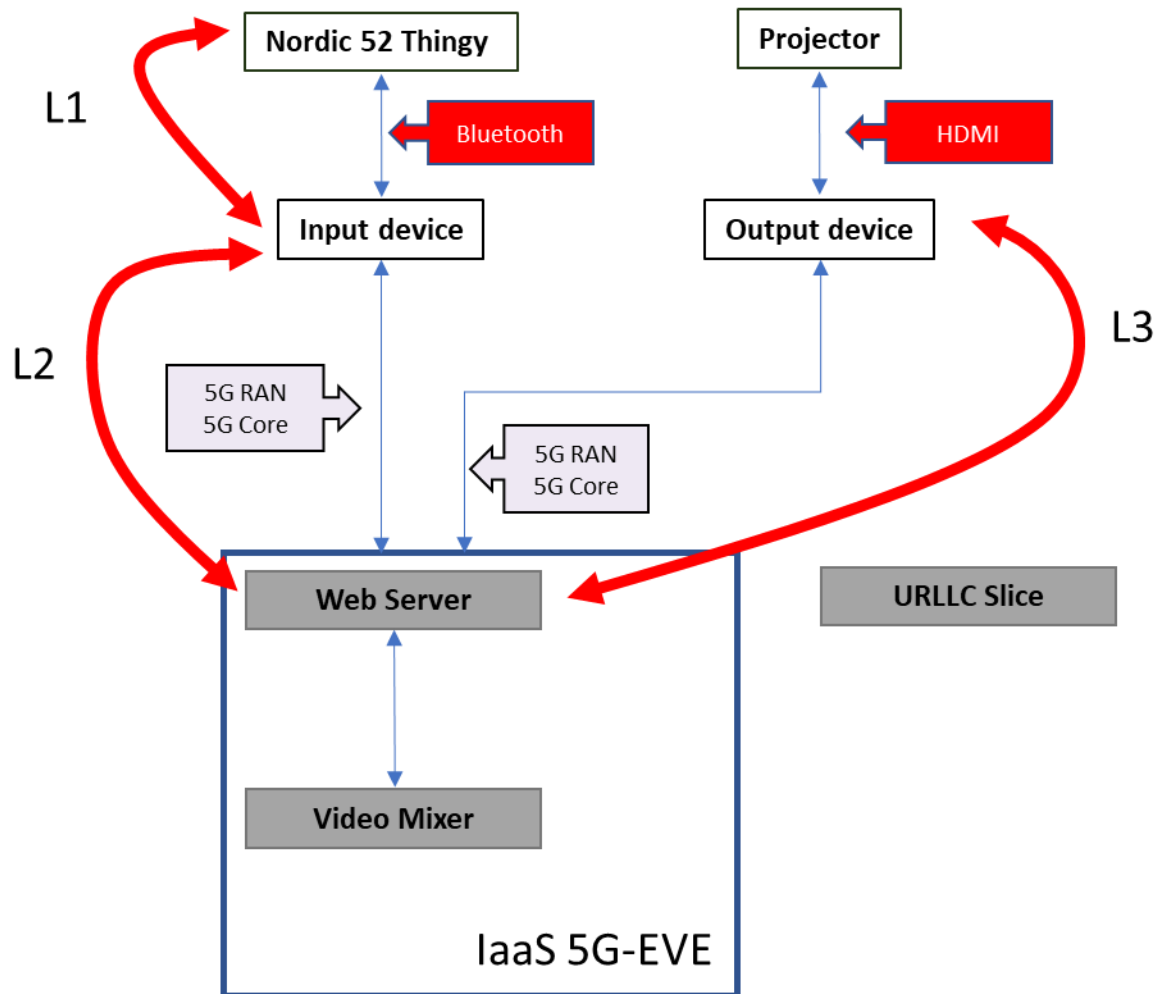 Nordic 52 Thingy
Projector
L1
Bluetooth
HDMI
Input device
Output device
L2
L3
5G RAN
5G Core
5G RAN
5G Core
Web Server
URLLC Slice
Video Mixer
IaaS 5G-EVE